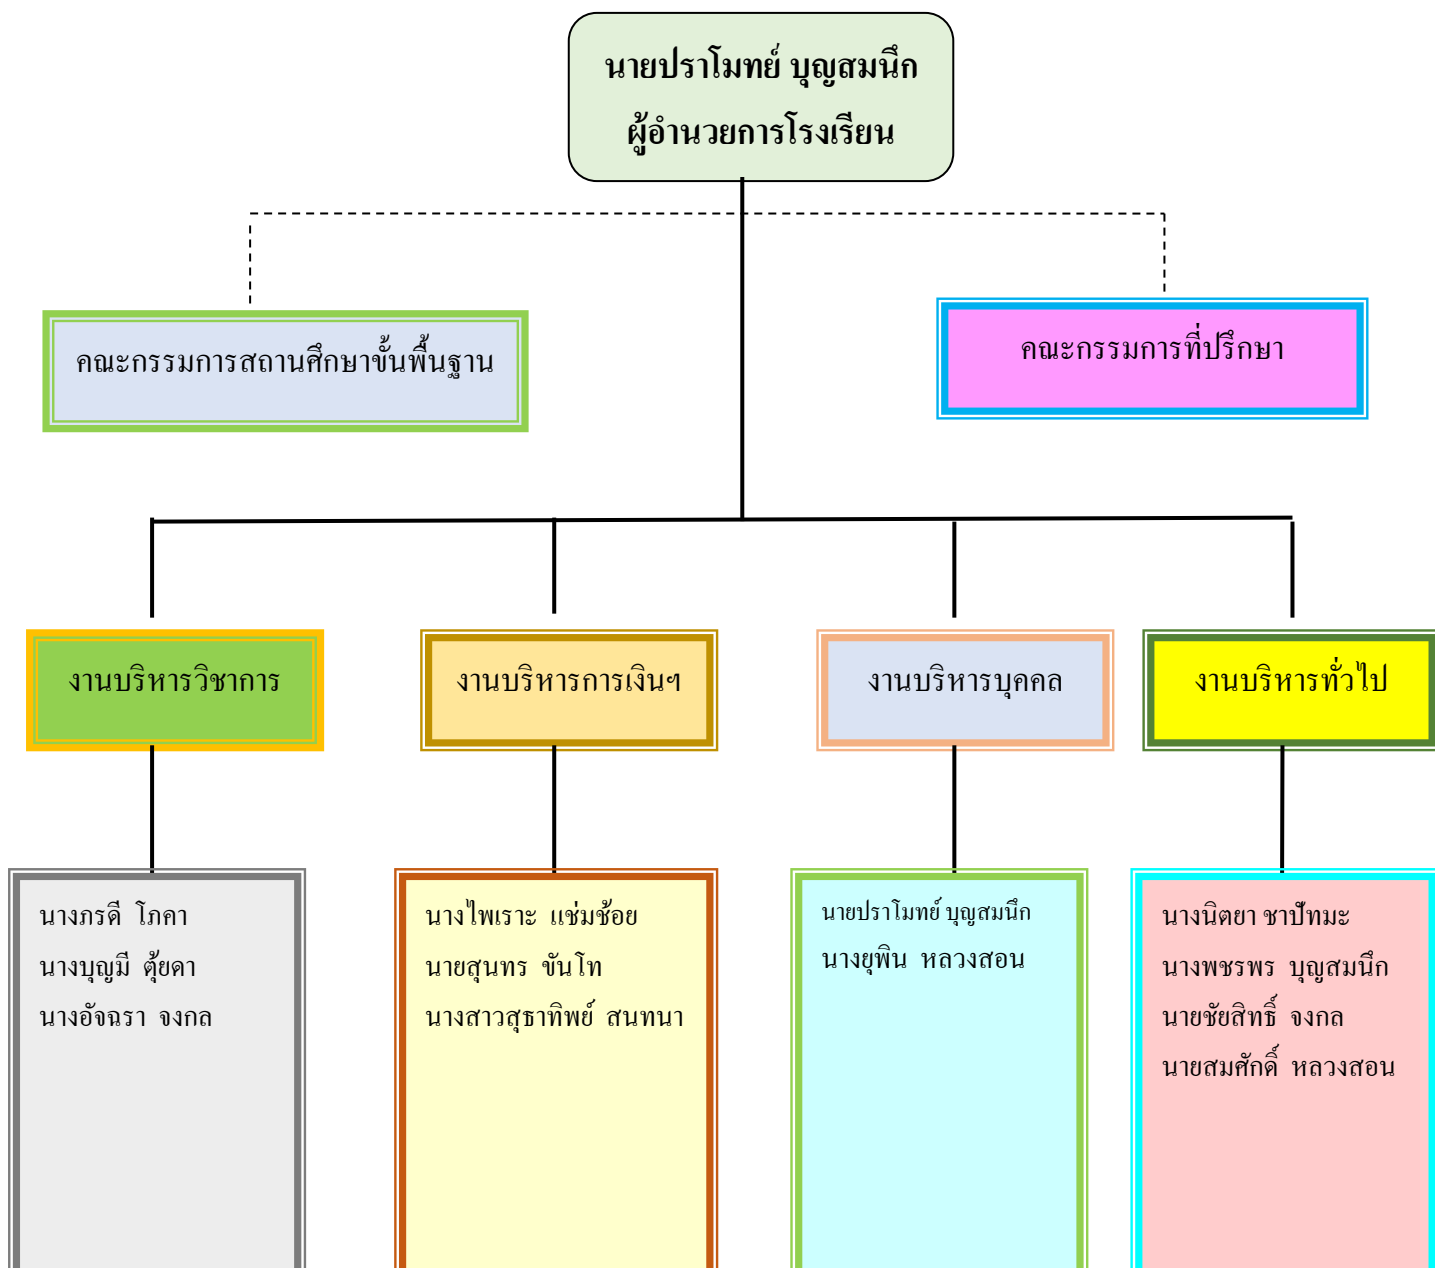 นายปราโมทย์ บุญสมนึก
ผู้อำนวยการโรงเรียน
คณะกรรมการสถานศึกษาขั้นพื้นฐาน
คณะกรรมการที่ปรึกษา
งานบริหารวิชาการ
งานบริหารการเงินฯ
งานบริหารบุคคล
งานบริหารทั่วไป
นางภรดี โภคา
นางบุญมี ตุ้ยดา
นางอัจฉรา จงกล
นางไพเราะ แช่มช้อย
นายสุนทร ขันโท
นางสาวสุธาทิพย์ สนทนา
นายปราโมทย์ บุญสมนึก
นางยุพิน หลวงสอน
นางนิตยา ชาปัทมะ
นางพชรพร บุญสมนึก
นายชัยสิทธิ์ จงกล
นายสมศักดิ์ หลวงสอน